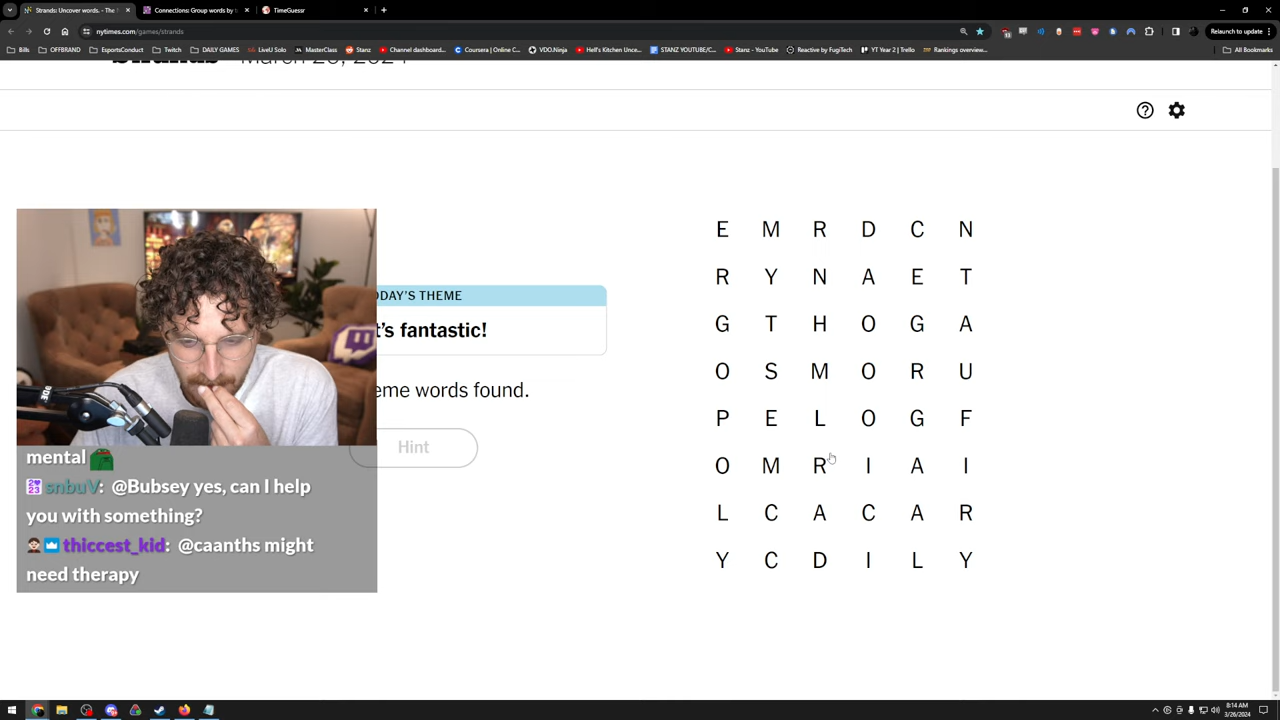 Strands: Uncover words. - The
Connections: Group words by t
TimeGuessr
nytimes.com/games/strands
Relaunch to update
Bills
OFFBRAND
EsportsConduct
Twitch
DAILY GAMES
LiveU Solo
MasterClass
Stanz
Channel dashboard...
Coursera | Online C...
VDO.Ninja
Hell's Kitchen Unce...
STANZ YOUTUBE/C...
Stanz - YouTube
Reactive by FugiTech
YT Year 2 | Trello
Rankings overview...
All Bookmarks
ODAY'S THEME
t's fantastic!
eme words found.
Hint
E M R D C N
R Y N A E T
G T H O G A
O S M O R U
P E L O G F
O M R I A I
L C A C A R
Y C D I L Y
mental
snbuV: @Bubsey yes, can I help
you with something?
thiccest_kid: @caanths might
need therapy
8:14 AM
3/26/2024